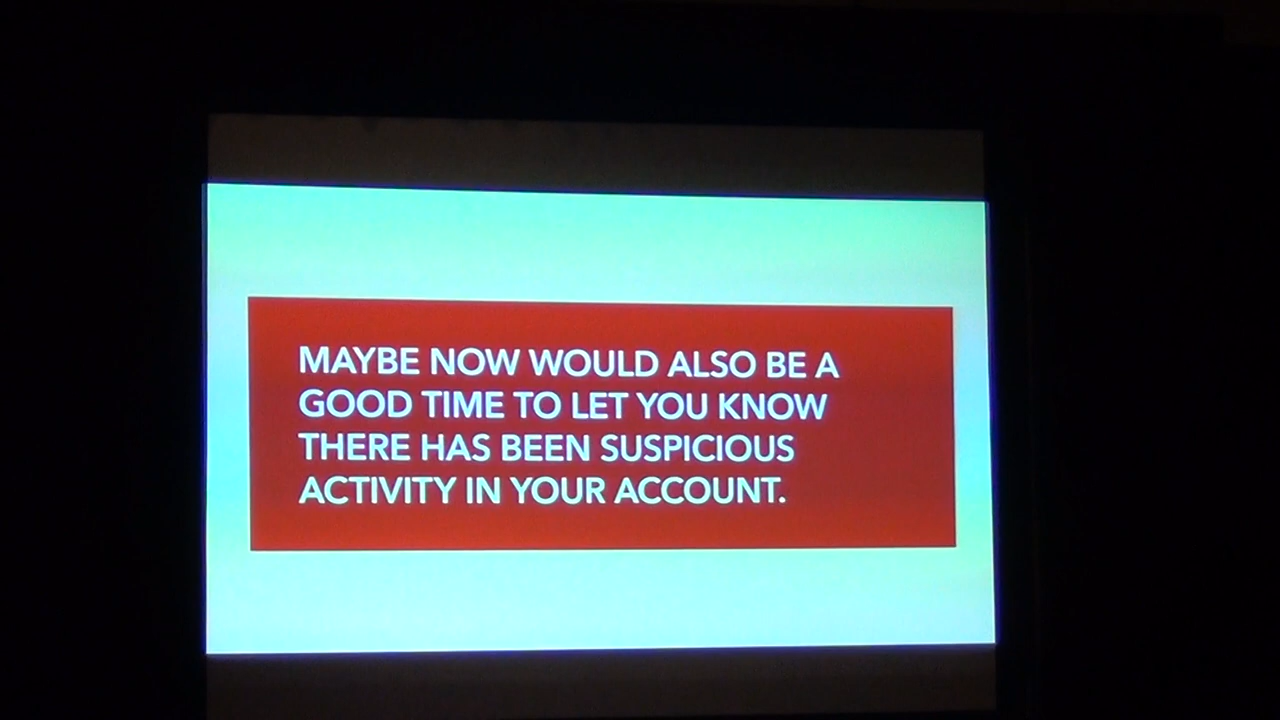 MAYBE NOW WOULD ALSO BE A
GOOD TIME TO LET YOU KNOW
THERE HAS BEEN SUSPICIOUS
ACTIVITY IN YOUR ACCOUNT.